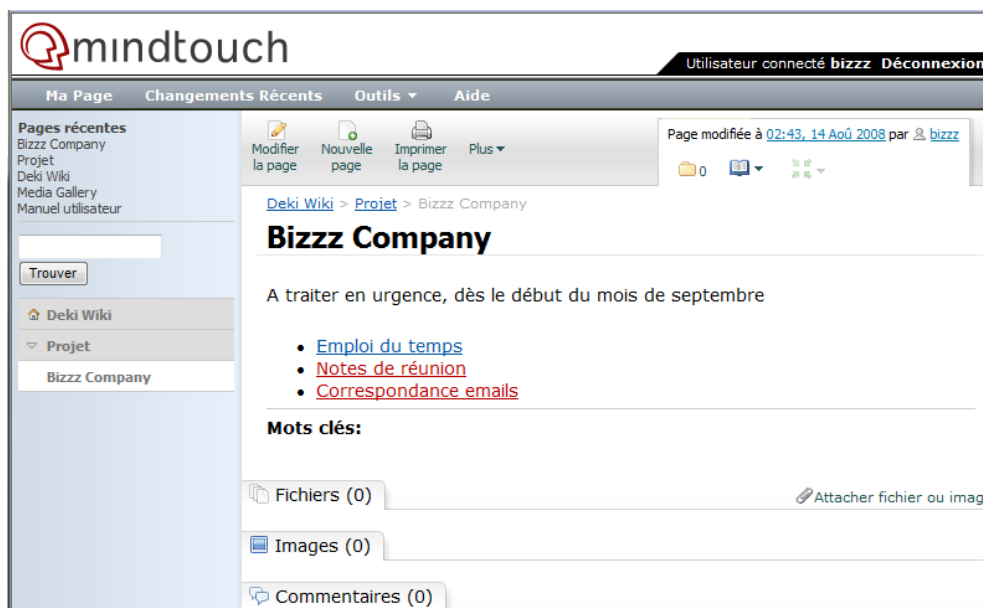 mindtouch
Utilisateur connecté bizzz Déconnexion
Ma Page Changements Récents Outils Aide
Pages récentes
Bizzz Company
Projet
Deki Wiki
Media Gallery
Manuel utilisateur
Trouver
Deki Wiki
Projet
Bizzz Company
Modifier la page
Nouvelle page
Imprimer la page
Plus
Page modifiée à 02:43, 14 Aoû 2008 par bizzz
0
Deki Wiki > Projet > Bizzz Company
Bizzz Company
A traiter en urgence, dès le début du mois de septembre
• Emploi du temps
• Notes de réunion
• Correspondance emails
Mots clés:
Fichiers (0)
Attacher fichier ou imag
Images (0)
Commentaires (0)